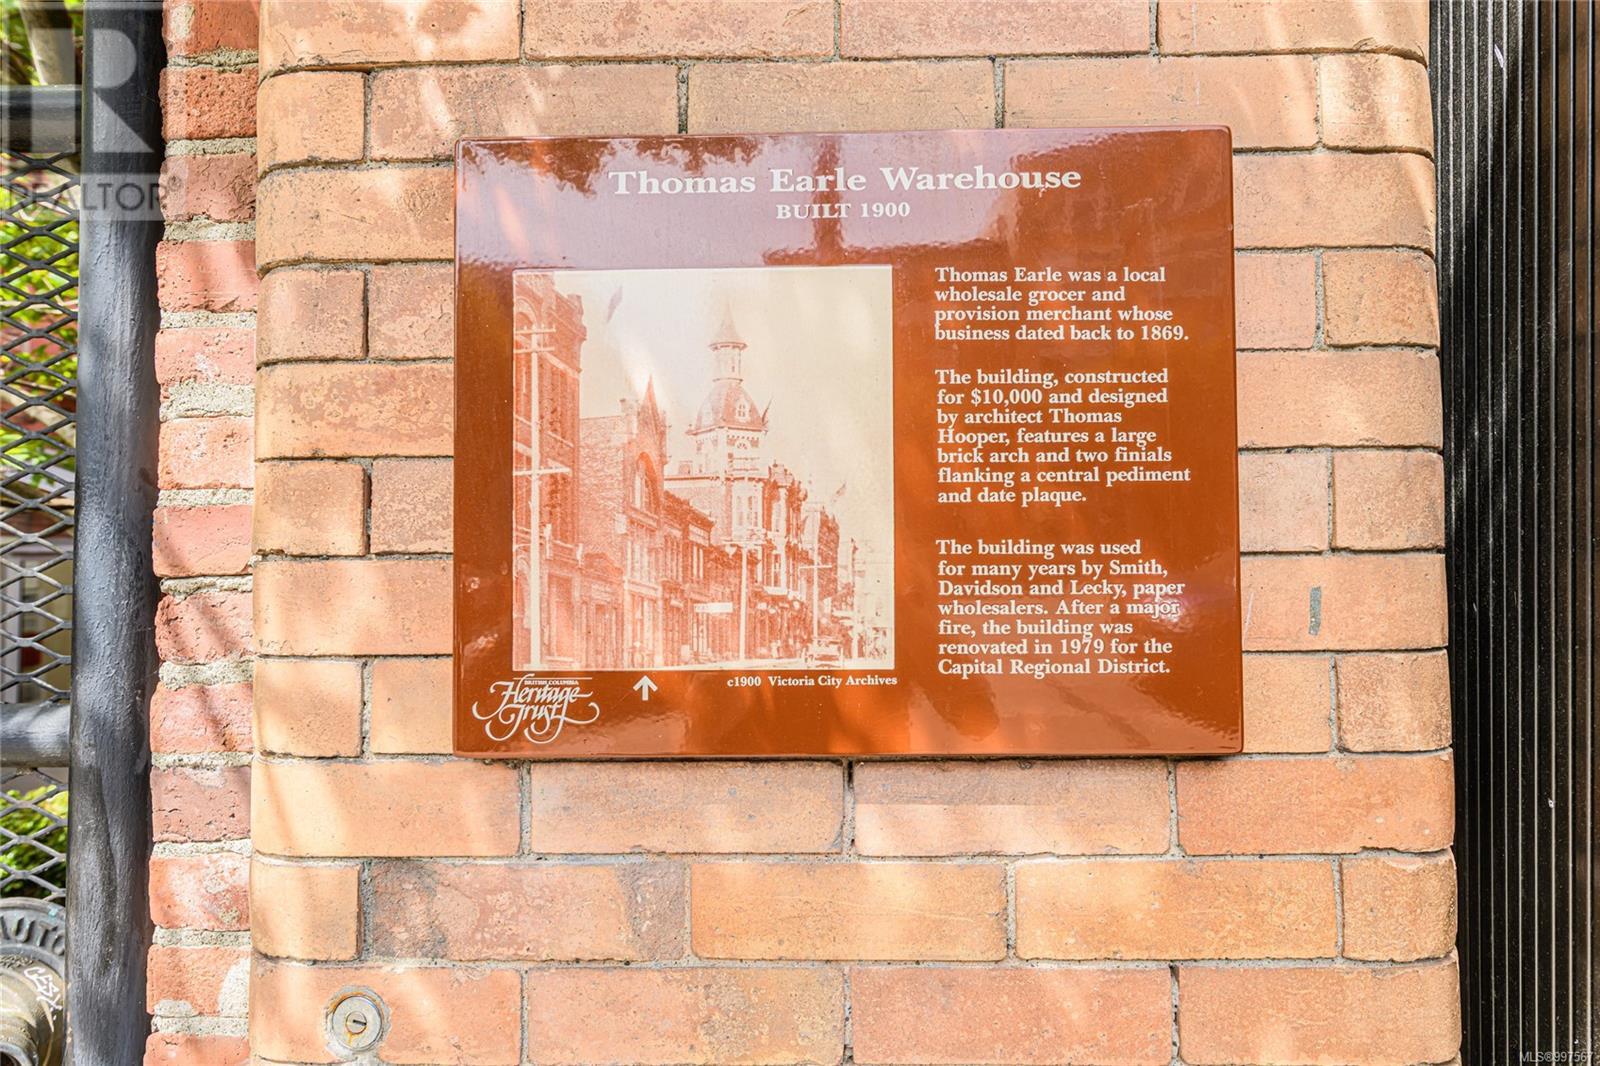 REALTOR®
Thomas Earle Warehouse
BUILT 1900
Thomas Earle was a local
wholesale grocer and
provision merchant whose
business dated back to 1869.
The building, constructed
for $10,000 and designed
by architect Thomas
Hooper, features a large
brick arch and two finials
flanking a central pediment
and date plaque.
The building was used
for many years by Smith,
Davidson and Lecky, paper
wholesalers. After a major
fire, the building was
renovated in 1979 for the
Capital Regional District.
c1900 Victoria City Archives
BRITISH COLUMBIA
Heritage
Trust
AUTO
MLS®997567